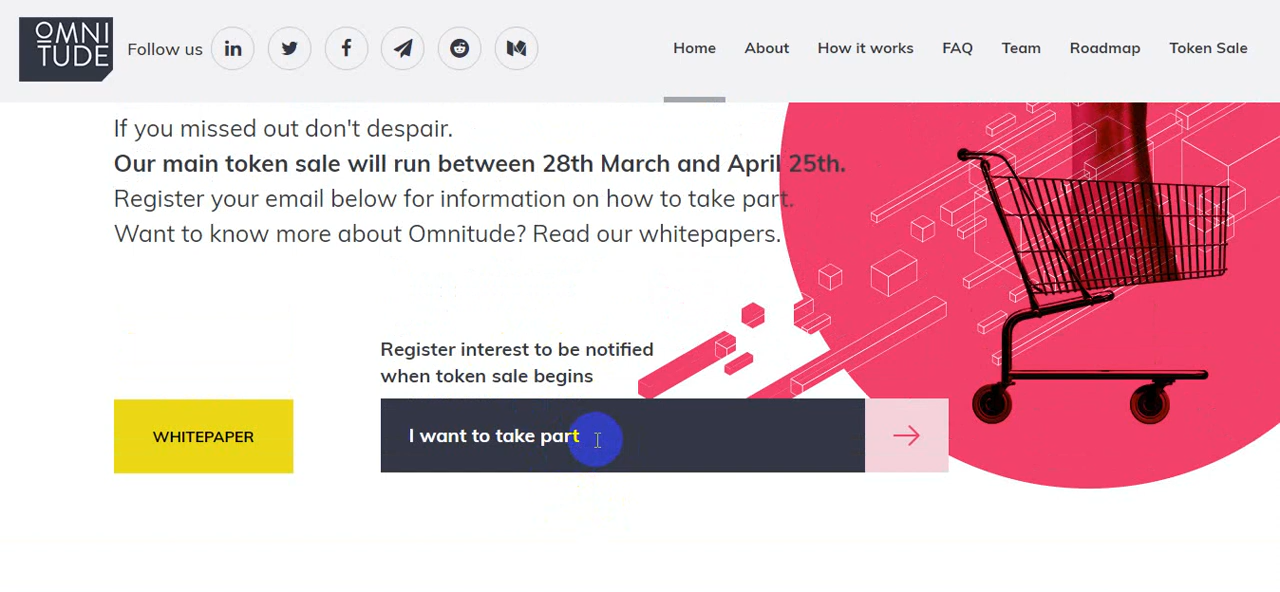 OMNI
TUDE
Follow us
Home
About
How it works
FAQ
Team
Roadmap
Token Sale
If you missed out don't despair.
Our main token sale will run between 28th March and April 25th.
Register your email below for information on how to take part.
Want to know more about Omnitude? Read our whitepapers.
Register interest to be notified
when token sale begins
WHITEPAPER
I want to take part